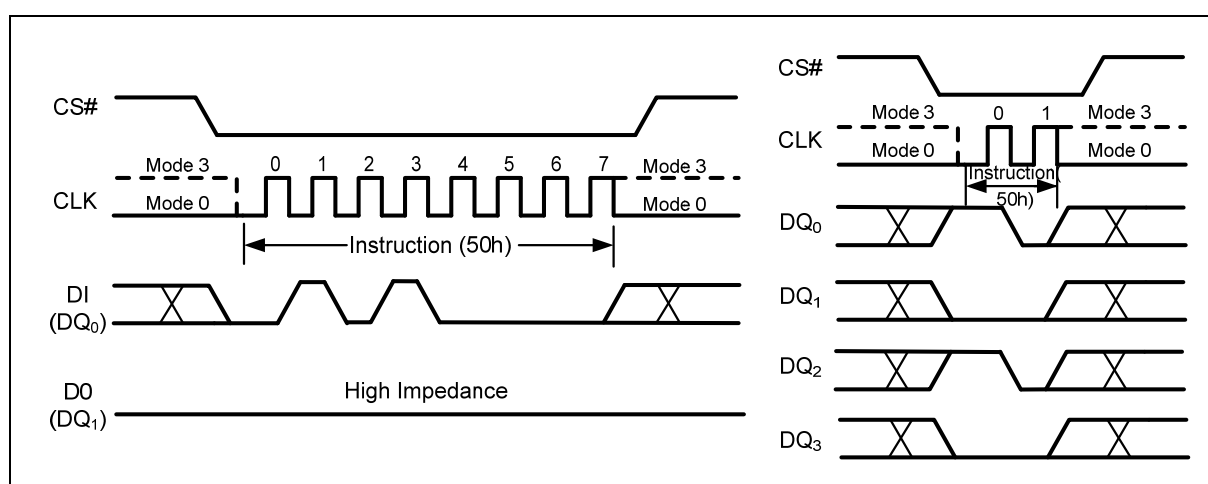 CS#
Mode 3
0 1 2 3 4 5 6 7
Mode 3
CLK
Mode 0
Mode 0
Instruction (50h)
DI
(DQ0)
D0
(DQ1)
High Impedance
CS#
Mode 3
0 1
Mode 3
CLK
Mode 0
Mode 0
Instruction(
50h)
DQ0
DQ1
DQ2
DQ3